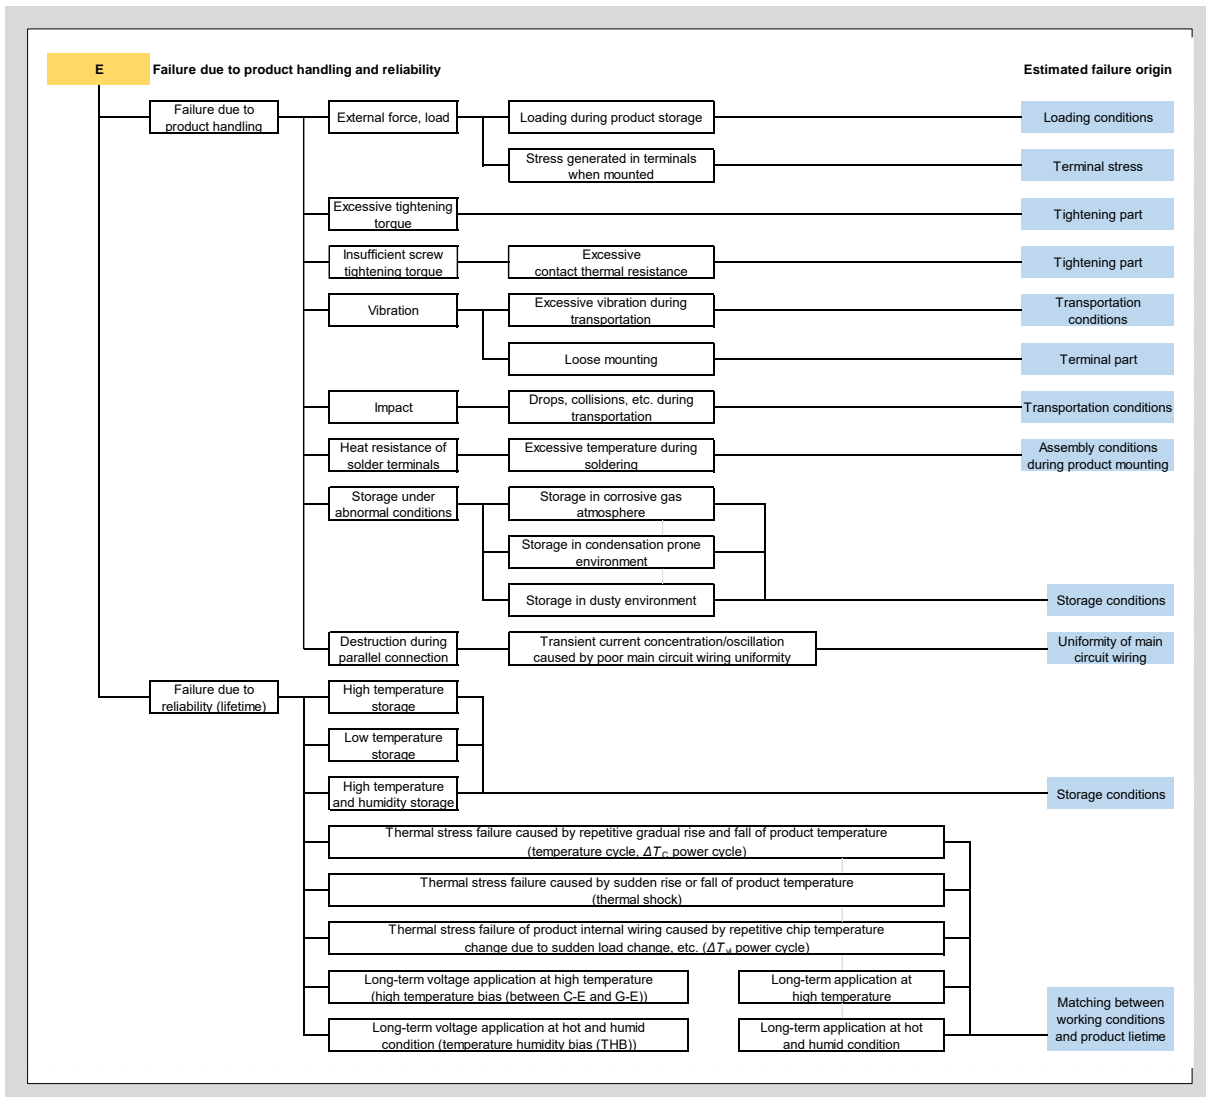 E Failure due to product handling and reliability Estimated failure origin
Failure due to
product handling
External force, load
Loading during product storage
Loading conditions
Stress generated in terminals
when mounted
Terminal stress
Excessive tightening
torque
Tightening part
Insufficient screw
tightening torque
Excessive
contact thermal resistance
Tightening part
Vibration
Excessive vibration during
transportation
Transportation
conditions
Loose mounting
Terminal part
Impact
Drops, collisions, etc. during
transportation
Transportation conditions
Heat resistance of
solder terminals
Excessive temperature during
soldering
Assembly conditions
during product mounting
Storage under
abnormal conditions
Storage in corrosive gas
atmosphere
Storage in condensation prone
environment
Storage in dusty environment
Storage conditions
Destruction during
parallel connection
Transient current concentration/oscillation
caused by poor main circuit wiring uniformity
Uniformity of main
circuit wiring
Failure due to
reliability (lifetime)
High temperature
storage
Low temperature
storage
High temperature
and humidity storage
Storage conditions
Thermal stress failure caused by repetitive gradual rise and fall of product temperature
(temperature cycle, ΔTC power cycle)
Thermal stress failure caused by sudden rise or fall of product temperature
(thermal shock)
Thermal stress failure of product internal wiring caused by repetitive chip temperature
change due to sudden load change, etc. (ΔTvj power cycle)
Long-term voltage application at high temperature
(high temperature bias (between C-E and G-E))
Long-term application at
high temperature
Long-term voltage application at hot and humid
condition (temperature humidity bias (THB))
Long-term application at hot
and humid condition
Matching between
working conditions
and product lietime